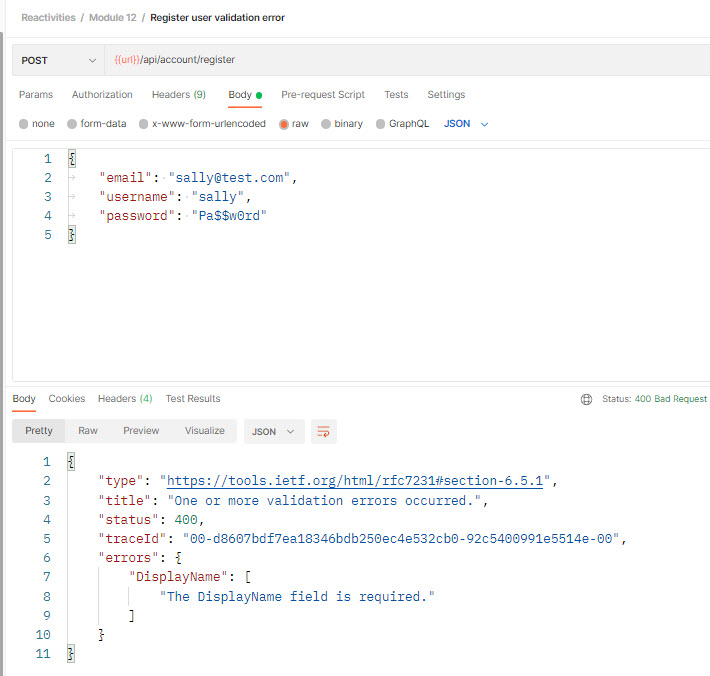 Reactivities / Module 12 / Register user validation error
POST {{url}}/api/account/register
Params Authorization Headers (9) Body Pre-request Script Tests Settings
none form-data x-www-form-urlencoded raw binary GraphQL JSON
1 {
2 "email": "sally@test.com",
3 "username": "sally",
4 "password": "Pa$$w0rd"
5 }
Body Cookies Headers (4) Test Results Status: 400 Bad Request
Pretty Raw Preview Visualize JSON
1 {
2 "type": "https://tools.ietf.org/html/rfc7231#section-6.5.1",
3 "title": "One or more validation errors occurred.",
4 "status": 400,
5 "traceId": "00-d8607bdf7ea18346bdb250ec4e532cb0-92c5400991e5514e-00",
6 "errors": {
7 "DisplayName": [
8 "The DisplayName field is required."
9 ]
10 }
11 }